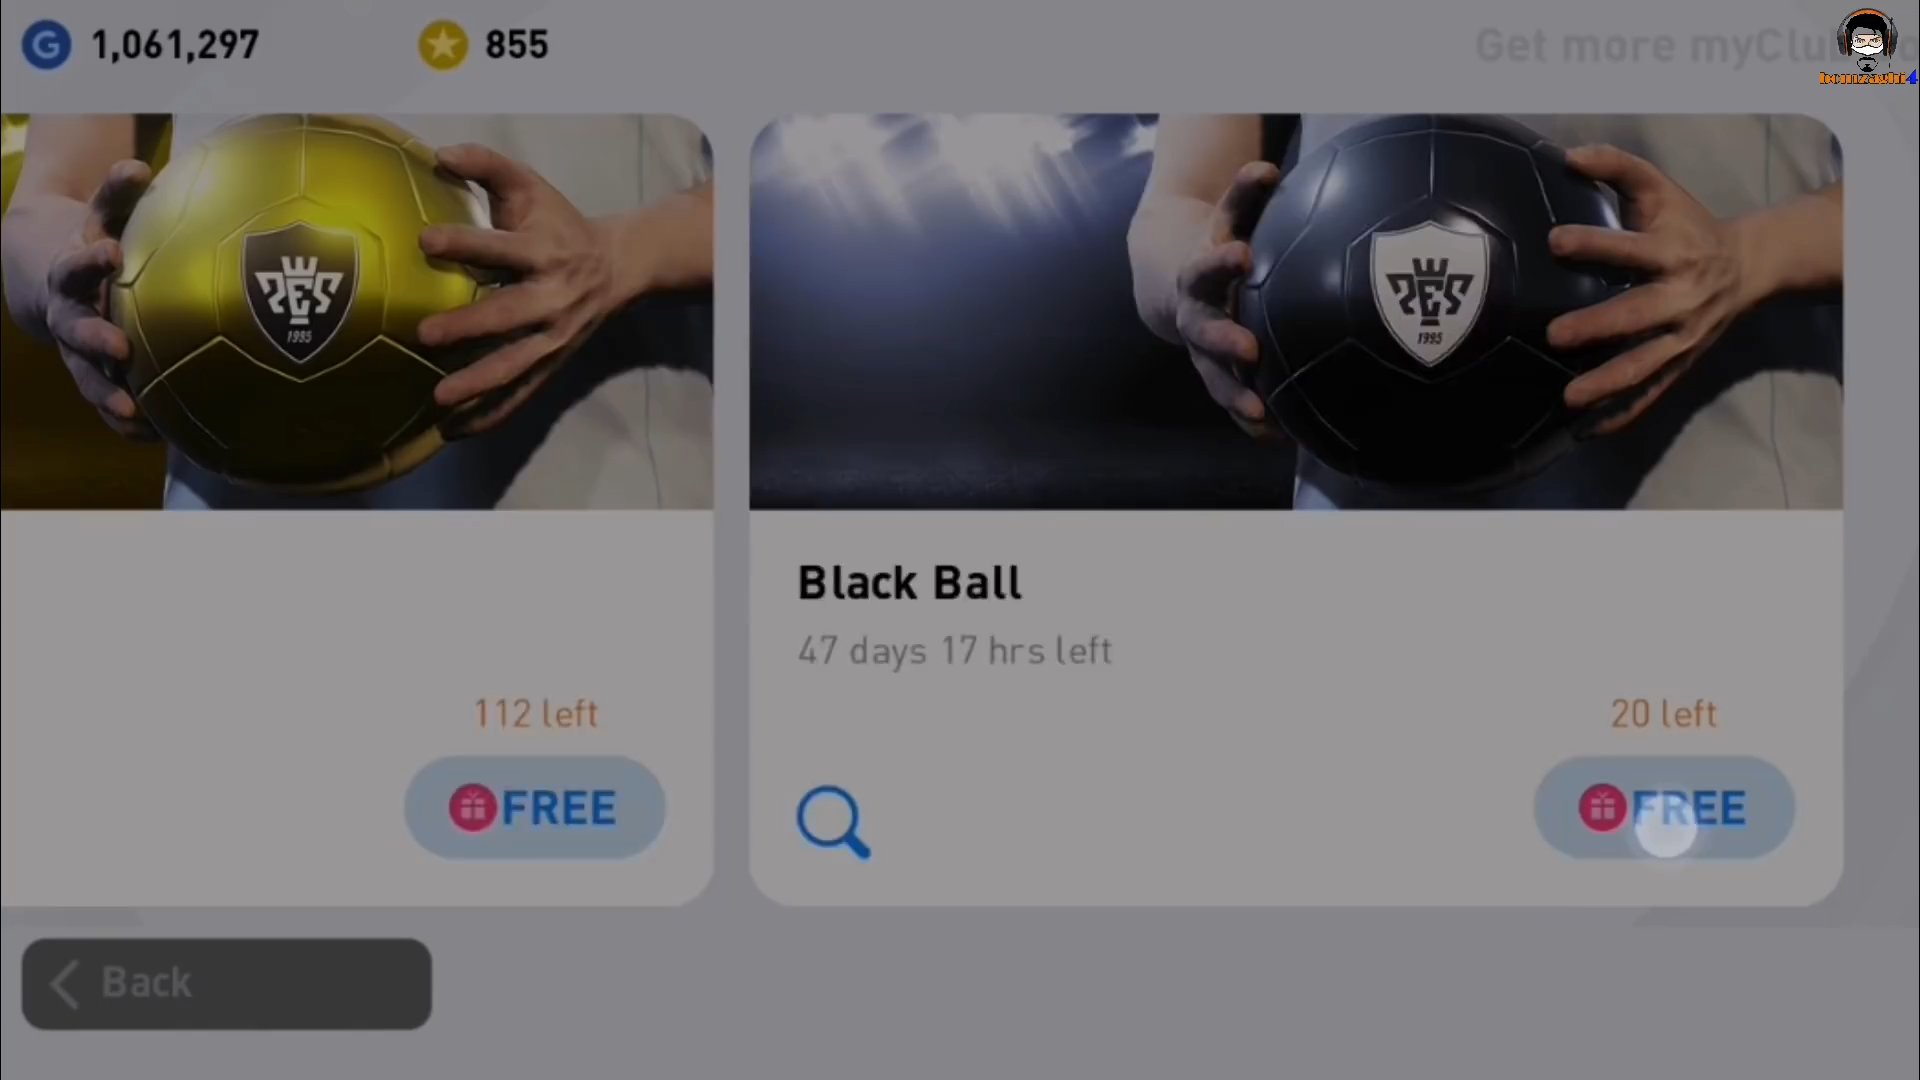 1,061,297
855
Get more myClu
PES
1995
PES
1995
Black Ball
47 days 17 hrs left
112 left
20 left
FREE
FREE
Back